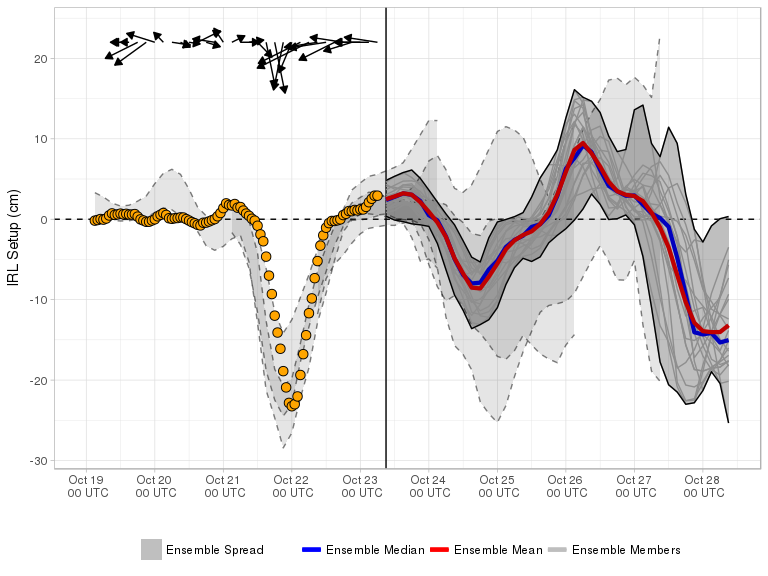 IRL Setup (cm)
20
10
0
-10
-20
-30
Oct 19 Oct 20 Oct 21 Oct 22 Oct 23 Oct 24 Oct 25 Oct 26 Oct 27 Oct 28
00 UTC 00 UTC 00 UTC 00 UTC 00 UTC 00 UTC 00 UTC 00 UTC 00 UTC 00 UTC
Ensemble Spread Ensemble Median Ensemble Mean Ensemble Members